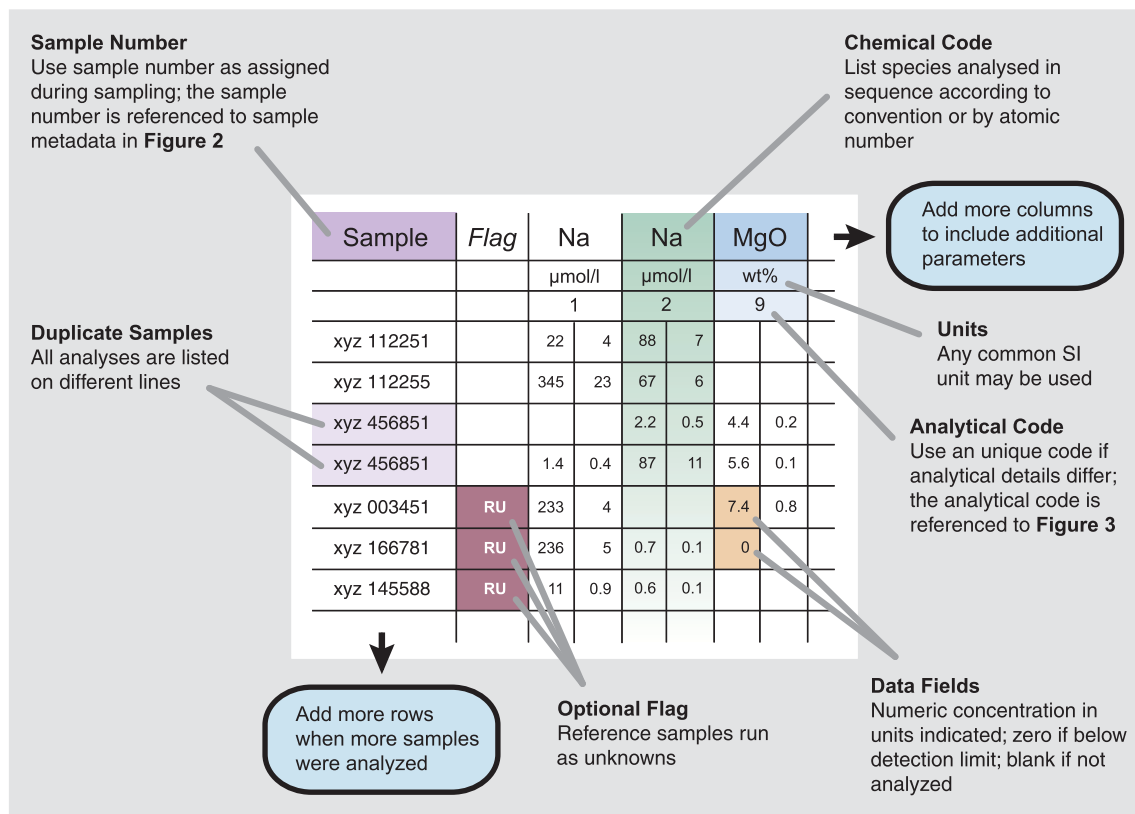 Sample Number
Use sample number as assigned
during sampling; the sample
number is referenced to sample
metadata in Figure 2
Chemical Code
List species analysed in
sequence according to
convention or by atomic
number
Add more columns
to include additional
parameters
Sample Flag Na Na MgO
µmol/l µmol/l wt%
1 2 9
xyz 112251 22 4 88 7
xyz 112255 345 23 67 6
xyz 456851 2.2 0.5 4.4 0.2
xyz 456851 1.4 0.4 87 11 5.6 0.1
xyz 003451 RU 233 4 7.4 0.8
xyz 166781 RU 236 5 0.7 0.1 0
xyz 145588 RU 11 0.9 0.6 0.1
Duplicate Samples
All analyses are listed
on different lines
Units
Any common SI
unit may be used
Analytical Code
Use an unique code if
analytical details differ;
the analytical code is
referenced to Figure 3
Add more rows
when more samples
were analyzed
Optional Flag
Reference samples run
as unknowns
Data Fields
Numeric concentration in
units indicated; zero if below
detection limit; blank if not
analyzed